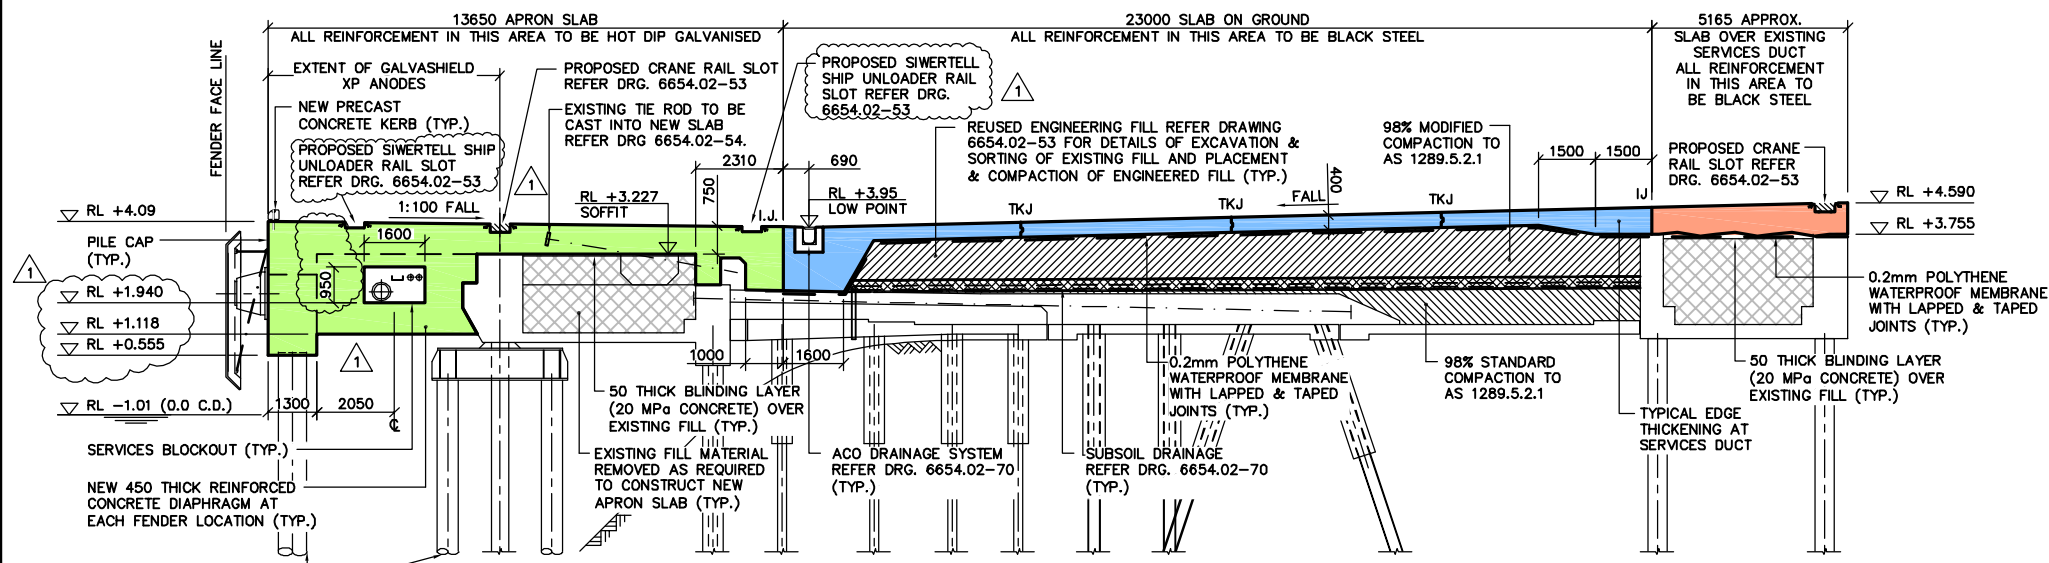 13650 APRON SLAB
ALL REINFORCEMENT IN THIS AREA TO BE HOT DIP GALVANISED
23000 SLAB ON GROUND
ALL REINFORCEMENT IN THIS AREA TO BE BLACK STEEL
5165 APPROX.
SLAB OVER EXISTING
SERVICES DUCT
ALL REINFORCEMENT
IN THIS AREA TO
BE BLACK STEEL
FENDER FACE LINE
EXTENT OF GALVASHIELD
XP ANODES
PROPOSED CRANE RAIL SLOT
REFER DRG. 6654.02-53
PROPOSED SIWERTELL
SHIP UNLOADER RAIL
SLOT REFER DRG.
6654.02-53
1
NEW PRECAST
CONCRETE KERB (TYP.)
EXISTING TIE ROD TO BE
CAST INTO NEW SLAB
REFER DRG 6654.02-54.
REUSED ENGINEERING FILL REFER DRAWING
6654.02-53 FOR DETAILS OF EXCAVATION &
SORTING OF EXISTING FILL AND PLACEMENT
& COMPACTION OF ENGINEERED FILL (TYP.)
98% MODIFIED
COMPACTION TO
AS 1289.5.2.1
1500
1500
PROPOSED CRANE
RAIL SLOT REFER
DRG. 6654.02-53
PROPOSED SIWERTELL SHIP
UNLOADER RAIL SLOT
REFER DRG. 6654.02-53
1
2310
690
750
400
RL +3.227
SOFFIT
RL +3.95
LOW POINT
FALL
TKJ
TKJ
TKJ
IJ
RL +4.590
RL +4.09
1:100 FALL
I.J.
RL +3.755
PILE CAP
(TYP.)
1600
950
1
RL +1.940
RL +1.118
RL +0.555
1
0.2mm POLYTHENE
WATERPROOF MEMBRANE
WITH LAPPED & TAPED
JOINTS (TYP.)
1000
1600
0.2mm POLYTHENE
WATERPROOF MEMBRANE
WITH LAPPED & TAPED
JOINTS (TYP.)
98% STANDARD
COMPACTION TO
AS 1289.5.2.1
50 THICK BLINDING LAYER
(20 MPa CONCRETE) OVER
EXISTING FILL (TYP.)
RL -1.01 (0.0 C.D.)
1300
2050
50 THICK BLINDING LAYER
(20 MPa CONCRETE) OVER
EXISTING FILL (TYP.)
TYPICAL EDGE
THICKENING AT
SERVICES DUCT
SERVICES BLOCKOUT (TYP.)
EXISTING FILL MATERIAL
REMOVED AS REQUIRED
TO CONSTRUCT NEW
APRON SLAB (TYP.)
ACO DRAINAGE SYSTEM
REFER DRG. 6654.02-70
(TYP.)
SUBSOIL DRAINAGE
REFER DRG. 6654.02-70
(TYP.)
NEW 450 THICK REINFORCED
CONCRETE DIAPHRAGM AT
EACH FENDER LOCATION (TYP.)